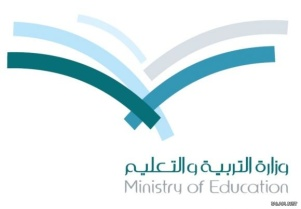 وزارة التربية والتعليم
Ministry of Education